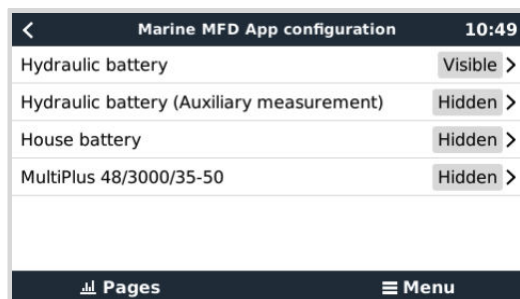 Marine MFD App configuration 10:49
Hydraulic battery Visible
Hydraulic battery (Auxiliary measurement) Hidden
House battery Hidden
MultiPlus 48/3000/35-50 Hidden
Pages Menu